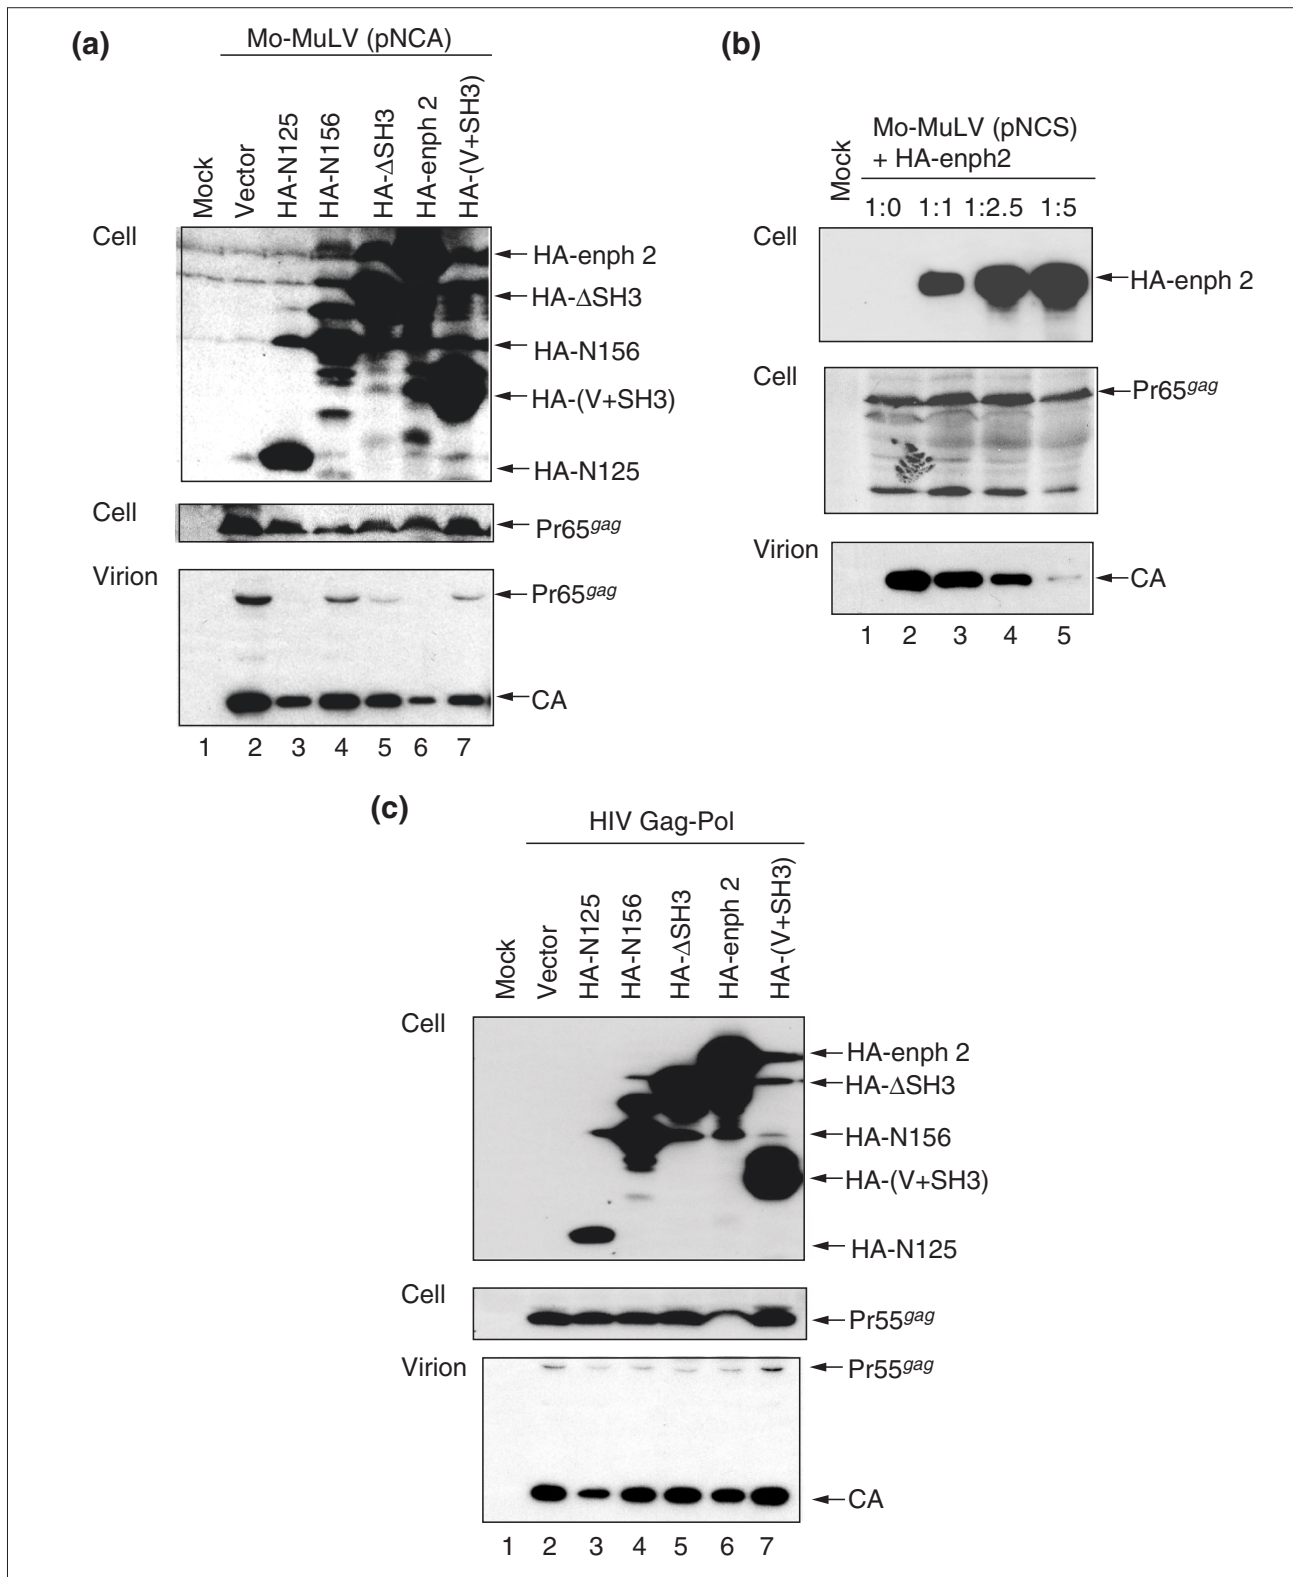 (a)
Mo-MuLV (pNCA)
Mock
Vector
HA-N125
HA-N156
HA-ΔSH3
HA-enph 2
HA-(V+SH3)
Cell
HA-enph 2
HA-ΔSH3
HA-N156
HA-(V+SH3)
HA-N125
Cell
Pr65gag
Virion
Pr65gag
CA
1 2 3 4 5 6 7
(b)
Mock
Mo-MuLV (pNCS)
+ HA-enph2
1:0 1:1 1:2.5 1:5
Cell
HA-enph 2
Cell
Pr65gag
Virion
CA
1 2 3 4 5
(c)
HIV Gag-Pol
Mock
Vector
HA-N125
HA-N156
HA-ΔSH3
HA-enph 2
HA-(V+SH3)
Cell
HA-enph 2
HA-ΔSH3
HA-N156
HA-(V+SH3)
HA-N125
Cell
Pr55gag
Virion
Pr55gag
CA
1 2 3 4 5 6 7